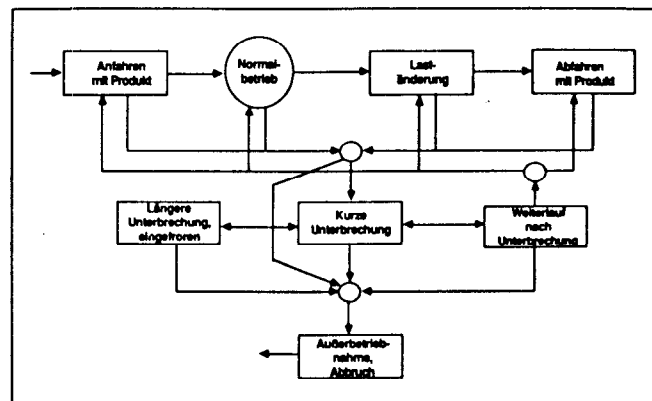 Anfahren
mit Produkt
Normal-
betrieb
Last-
änderung
Abfahren
mit Produkt
Längere
Unterbrechung,
eingefroren
Kurze
Unterbrechung
Weiterlauf
nach
Unterbrechung
Außerbetrieb-
nahme,
Abbruch